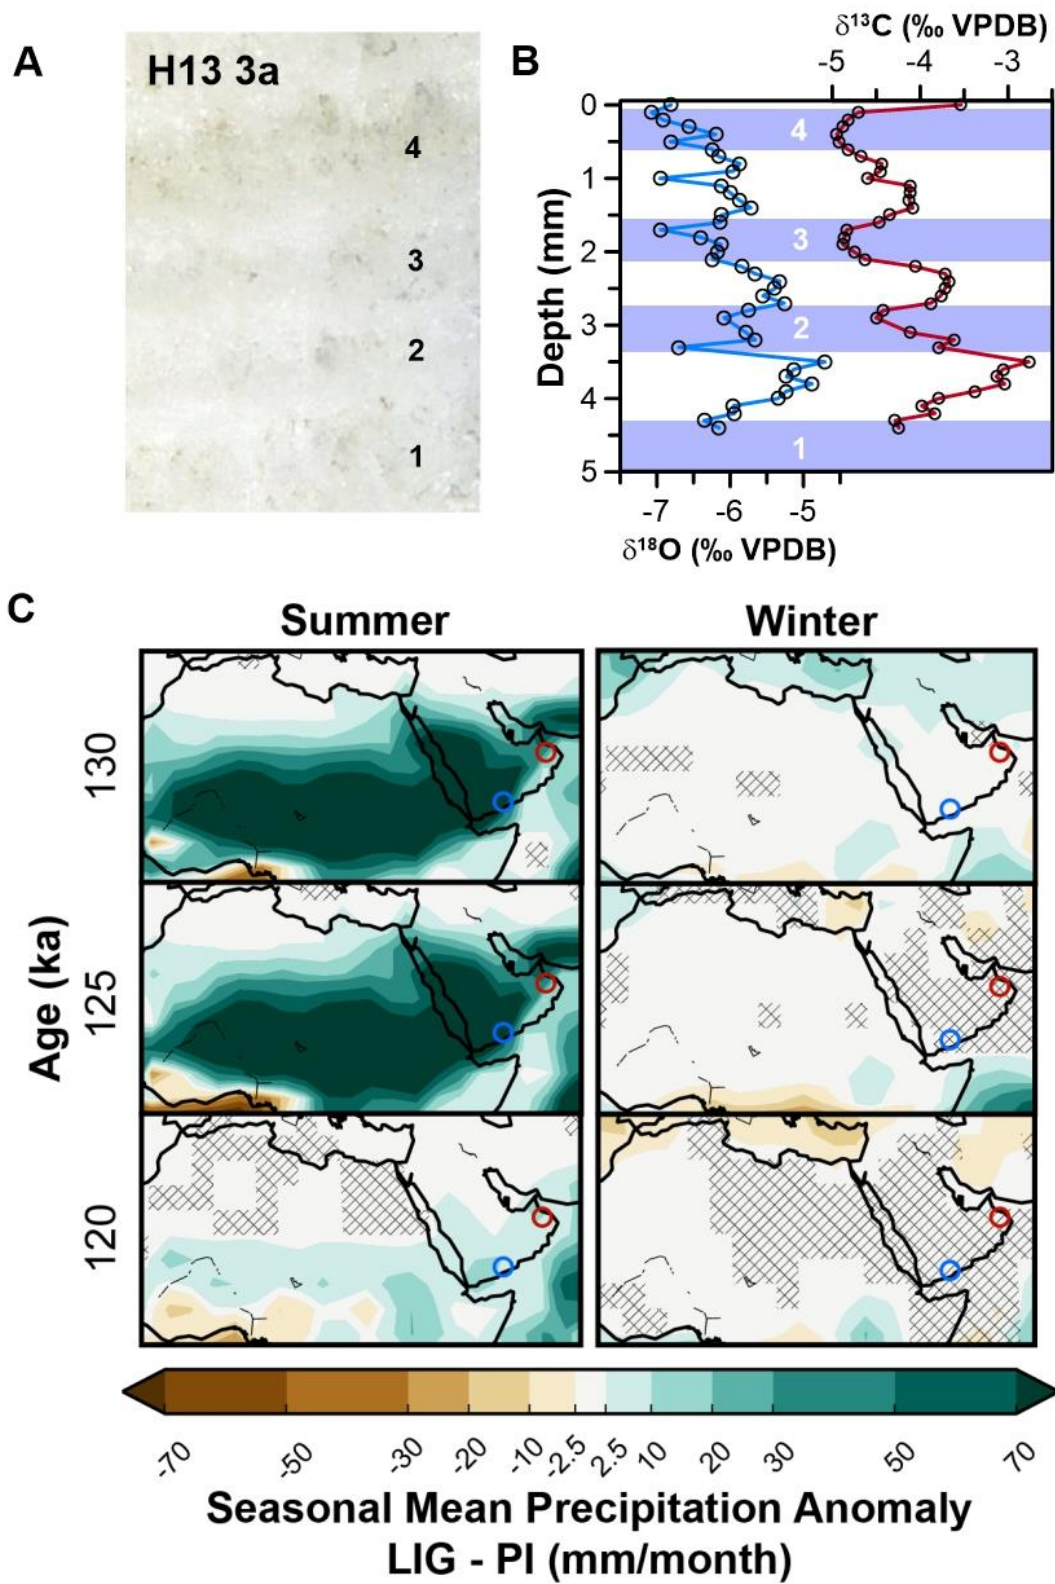 A
H13 3a
4
3
2
1
B
δ¹³C (‰ VPDB)
-5 -4 -3
0
1
2
3
4
5
Depth (mm)
4
3
2
1
-7 -6 -5
δ¹⁸O (‰ VPDB)
C
Summer Winter
130
125
120
Age (ka)
-70 -50 -30 -20 -10 -2.5 2.5 10 20 30 50 70
Seasonal Mean Precipitation Anomaly
LIG - PI (mm/month)